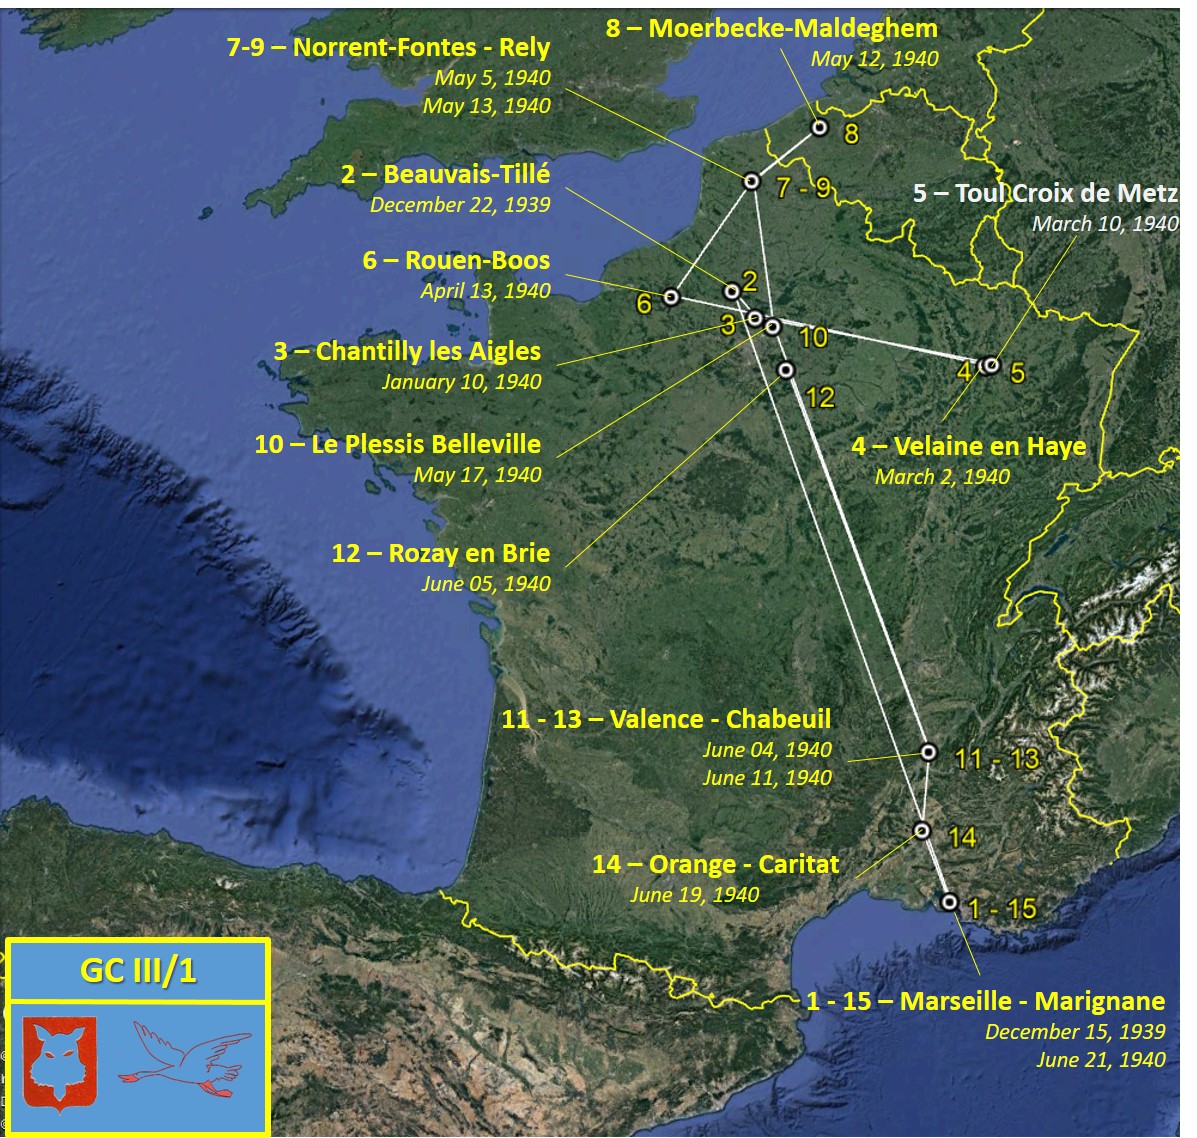 8 – Moerbecke-Maldeghem
May 12, 1940
7-9 – Norrent-Fontes - Rely
May 5, 1940
May 13, 1940
8
2 – Beauvais-Tillé
December 22, 1939
7 - 9
5 – Toul Croix de Metz
March 10, 1940
6 – Rouen-Boos
April 13, 1940
2
6
3
10
3 – Chantilly les Aigles
January 10, 1940
4
5
12
10 – Le Plessis Belleville
May 17, 1940
4 – Velaine en Haye
March 2, 1940
12 – Rozay en Brie
June 05, 1940
11 - 13 – Valence - Chabeuil
June 04, 1940
June 11, 1940
11 - 13
14
14 – Orange - Caritat
June 19, 1940
1 - 15
1 - 15 – Marseille - Marignane
December 15, 1939
June 21, 1940
GC III/1